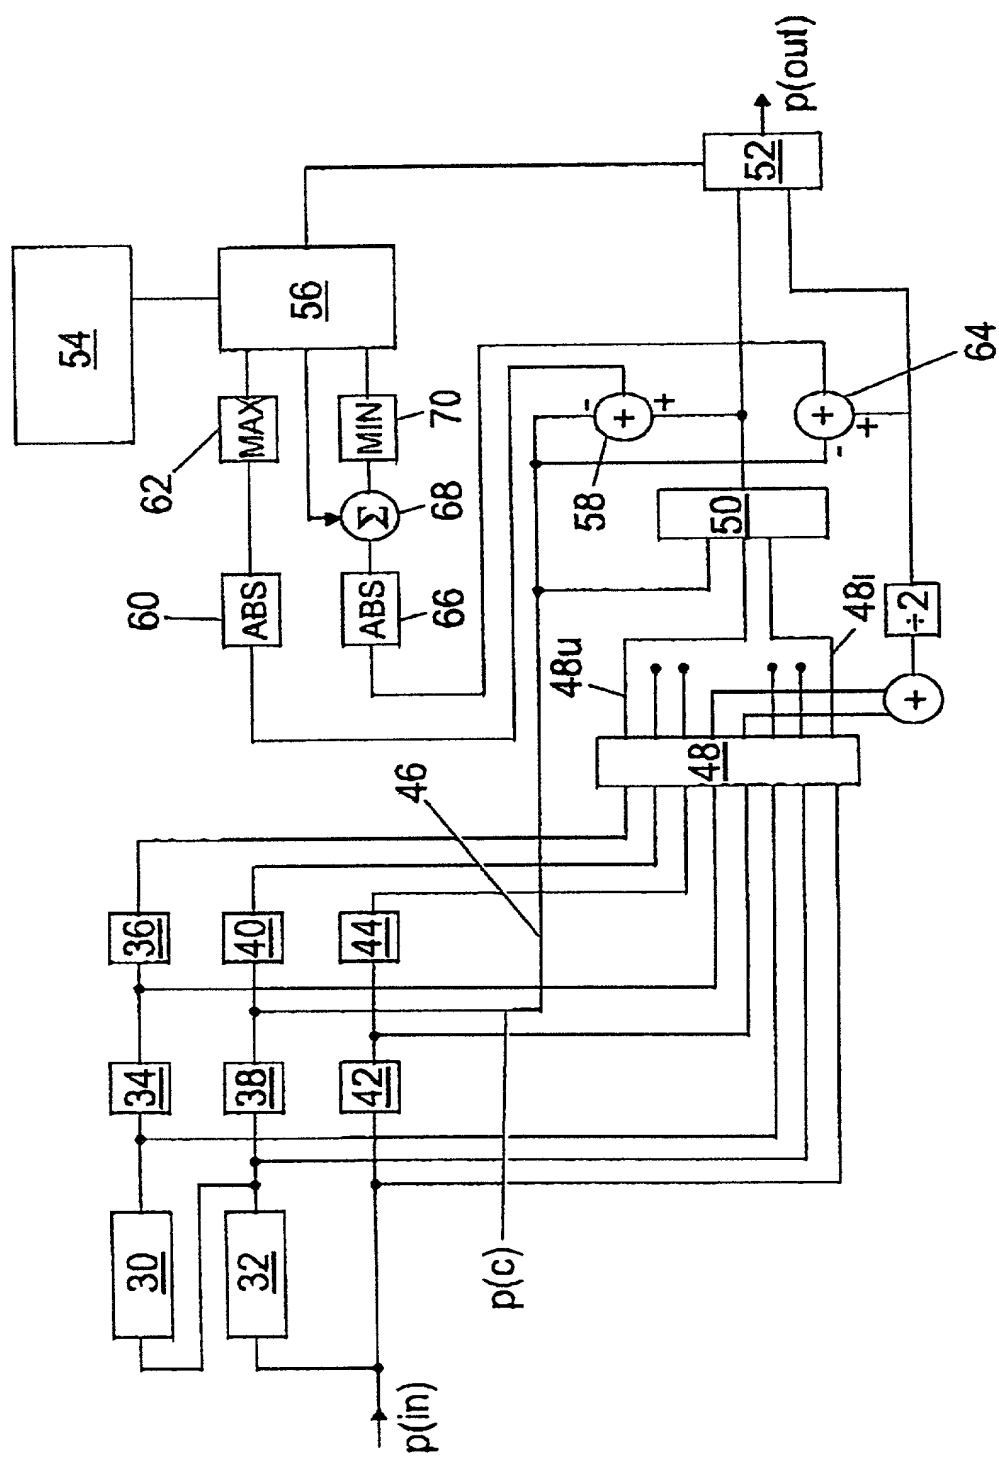 54
56
52
p(out)
62
MAX
MIN
70
Σ
68
60
ABS
ABS
66
58
-
+
+
64
+
-
+
50
48u
48l
÷2
+
48
46
36
40
44
34
38
42
30
32
p(c)
p(in)